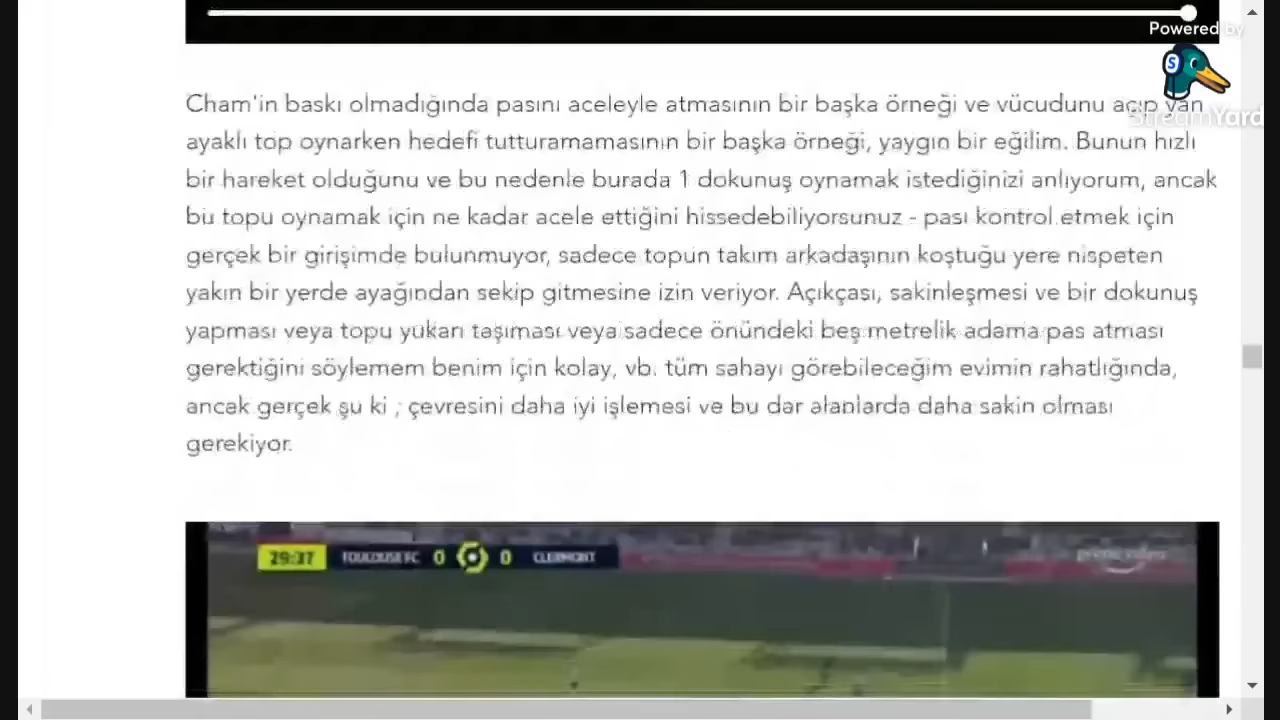 Powered by
StreamYard
Cham'in baskı olmadığında pasını aceleyle atmasının bir başka örneği ve vücudunu açıp yan
ayaklı top oynarken hedefi tutturamamasının bir başka örneği, yaygın bir eğilim. Bunun hızlı
bir hareket olduğunu ve bu nedenle burada 1 dokunuş oynamak istediğinizi anlıyorum, ancak
bu topu oynamak için ne kadar acele ettiğini hissedebiliyorsunuz - pası kontrol etmek için
gerçek bir girişimde bulunmuyor, sadece topun takım arkadaşının koştuğu yere nispeten
yakın bir yerde ayağından sekip gitmesine izin veriyor. Açıkçası, sakinleşmesi ve bir dokunuş
yapması veya topu yukarı taşıması veya sadece önündeki beş metrelik adama pas atması
gerektiğini söylemem benim için kolay, vb. tüm sahayı görebileceğim evimin rahatlığında,
ancak gerçek şu ki ; çevresini daha iyi işlemesi ve bu dar alanlarda daha sakin olması
gerekiyor.
29:37 TOULOUSE FC 0 0 CLERMONT
prime video